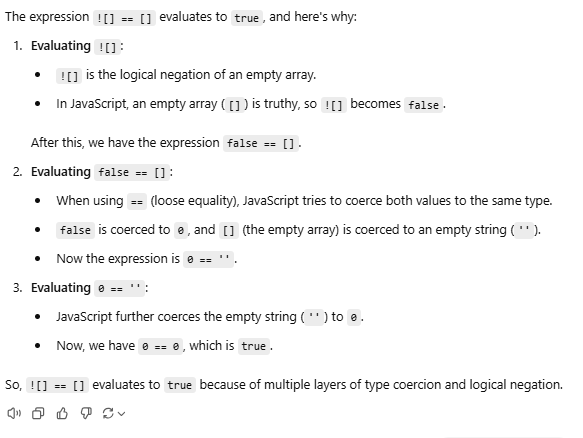 The expression ![] == [] evaluates to true, and here's why:
1. Evaluating ![]:
• ![] is the logical negation of an empty array.
• In JavaScript, an empty array ([]) is truthy, so ![] becomes false.
After this, we have the expression false == [].
2. Evaluating false == []:
• When using == (loose equality), JavaScript tries to coerce both values to the same type.
• false is coerced to 0, and [] (the empty array) is coerced to an empty string ('').
• Now the expression is 0 == ''.
3. Evaluating 0 == '':
• JavaScript further coerces the empty string ('') to 0.
• Now, we have 0 == 0, which is true.
So, ![] == [] evaluates to true because of multiple layers of type coercion and logical negation.